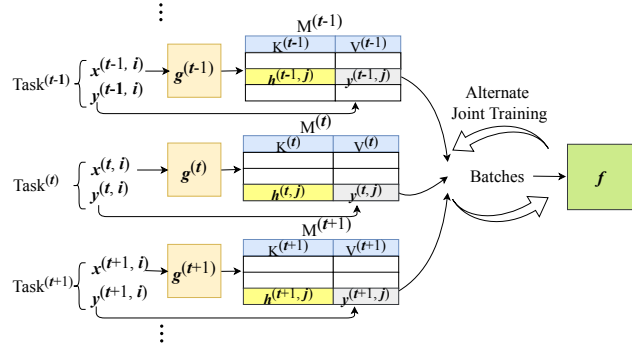 ⋮
M(t-1)
K(t-1) V(t-1)
Task(t-1) x(t-1, i) g(t-1) h(t-1, j) y(t-1, j)
y(t-1, i)
Alternate
Joint Training
M(t)
K(t) V(t)
Task(t) x(t, i) g(t)
y(t, i) h(t, j) y(t, j)
Batches f
M(t+1)
K(t+1) V(t+1)
Task(t+1) x(t+1, i) g(t+1)
y(t+1, i) h(t+1, j) y(t+1, j)
⋮